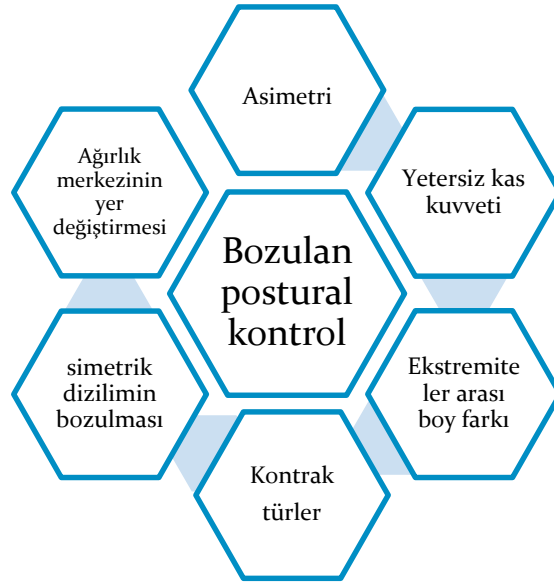 Asimetri
Yetersiz kas
kuvveti
Ekstremite
ler arası
boy farkı
Kontrak
türler
simetrik
dizilimin
bozulması
Ağırlık
merkezinin
yer
değiştirmesi
Bozulan
postural
kontrol